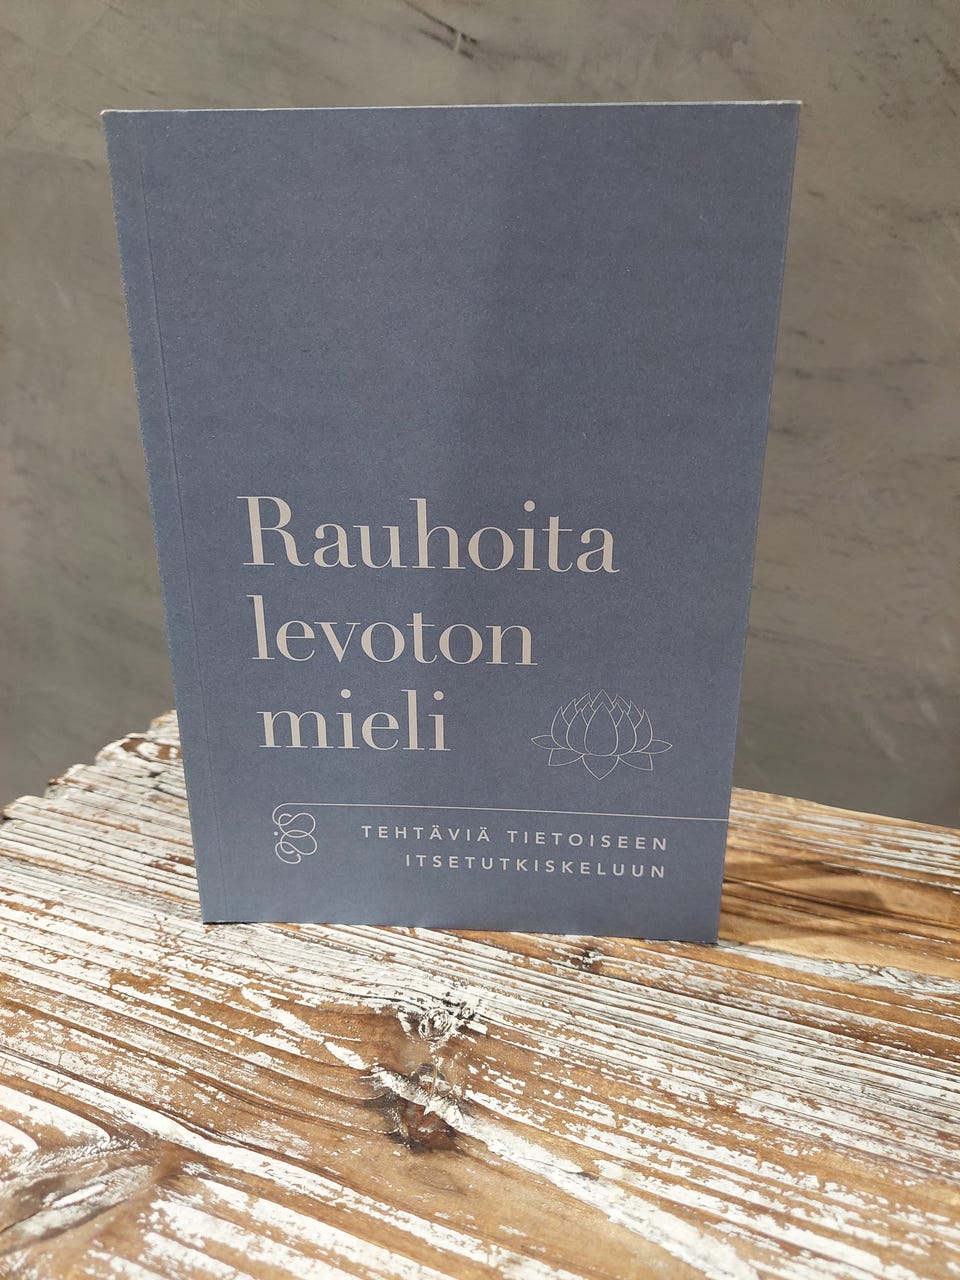 Rauhoita
levoton
mieli
TEHTÄVIÄ TIETOISEEN
ITSETUTKISKELUUN